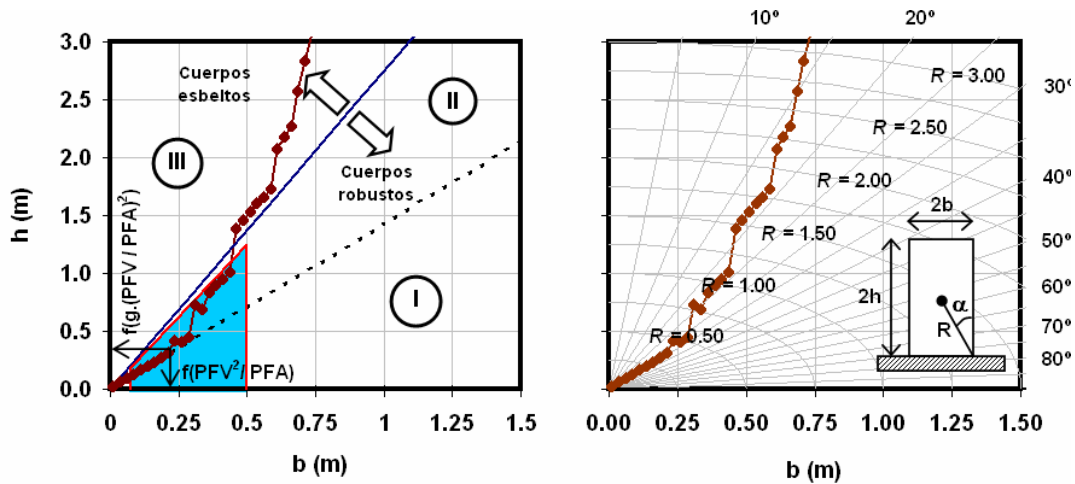 3.0
2.5
2.0
1.5
1.0
0.5
0.0
h (m)
f(g.(PFV / PFA)²)
Cuerpos
esbeltos
Cuerpos
robustos
III
II
I
f(PFV²/ PFA)
0
0.25
0.5
0.75
1
1.25
1.5
b (m)
10º
20º
30º
40º
50º
60º
70º
80º
R = 3.00
R = 2.50
R = 2.00
R = 1.50
R = 1.00
R = 0.50
2b
2h
α
R
0.00
0.25
0.50
0.75
1.00
1.25
1.50
b (m)